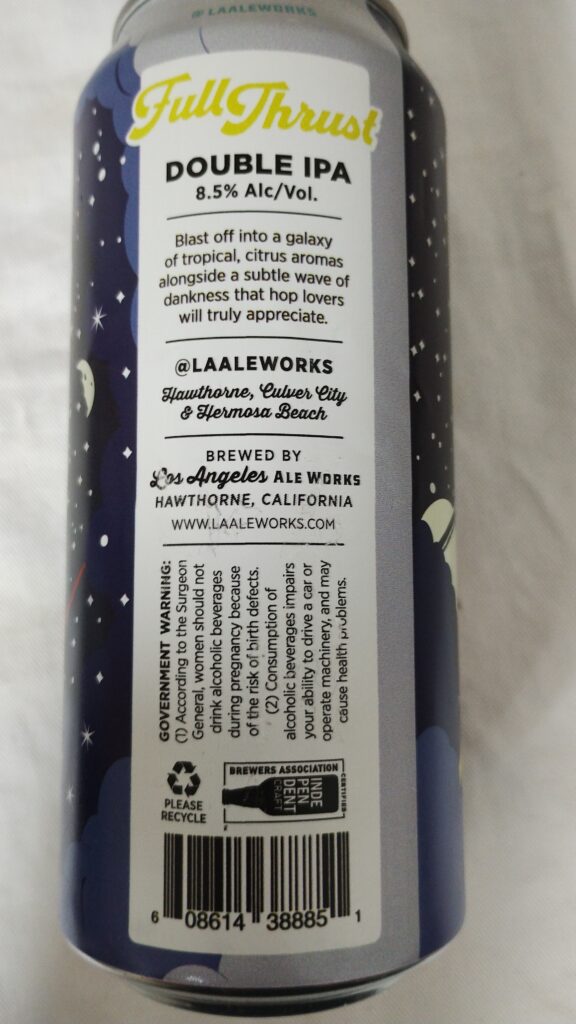 @LAALEWORKS
Full Thrust
DOUBLE IPA
8.5% Alc/Vol.
Blast off into a galaxy
of tropical, citrus aromas
alongside a subtle wave of
dankness that hop lovers
will truly appreciate.
@LAALEWORKS
Hawthorne, Culver City
& Hermosa Beach
BREWED BY
Los Angeles ALE WORKS
HAWTHORNE, CALIFORNIA
WWW.LAALEWORKS.COM
GOVERNMENT WARNING:
(1) According to the Surgeon
General, women should not
drink alcoholic beverages
during pregnancy because
of the risk of birth defects.
(2) Consumption of
alcoholic beverages impairs
your ability to drive a car or
operate machinery, and may
cause health problems.
PLEASE
RECYCLE
BREWERS ASSOCIATION
CERTIFIED
INDE
PEN
DENT
CRAFT
6 08614 38885 1